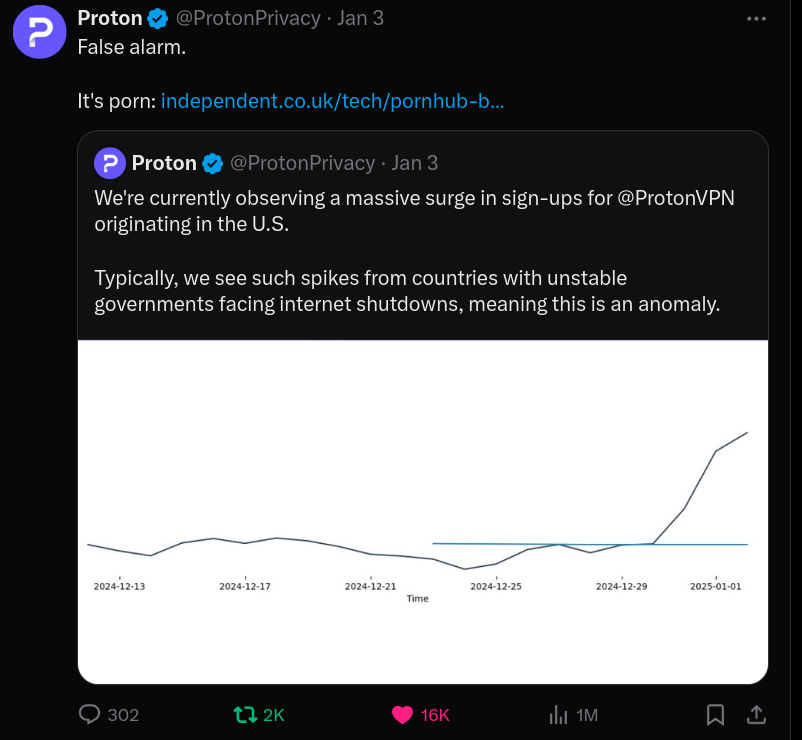 Proton @ProtonPrivacy · Jan 3
False alarm.
It's porn: independent.co.uk/tech/pornhub-b...
Proton @ProtonPrivacy · Jan 3
We're currently observing a massive surge in sign-ups for @ProtonVPN
originating in the U.S.
Typically, we see such spikes from countries with unstable
governments facing internet shutdowns, meaning this is an anomaly.
2024-12-13 2024-12-17 2024-12-21 2024-12-25 2024-12-29 2025-01-01
Time
302 2K 16K 1M